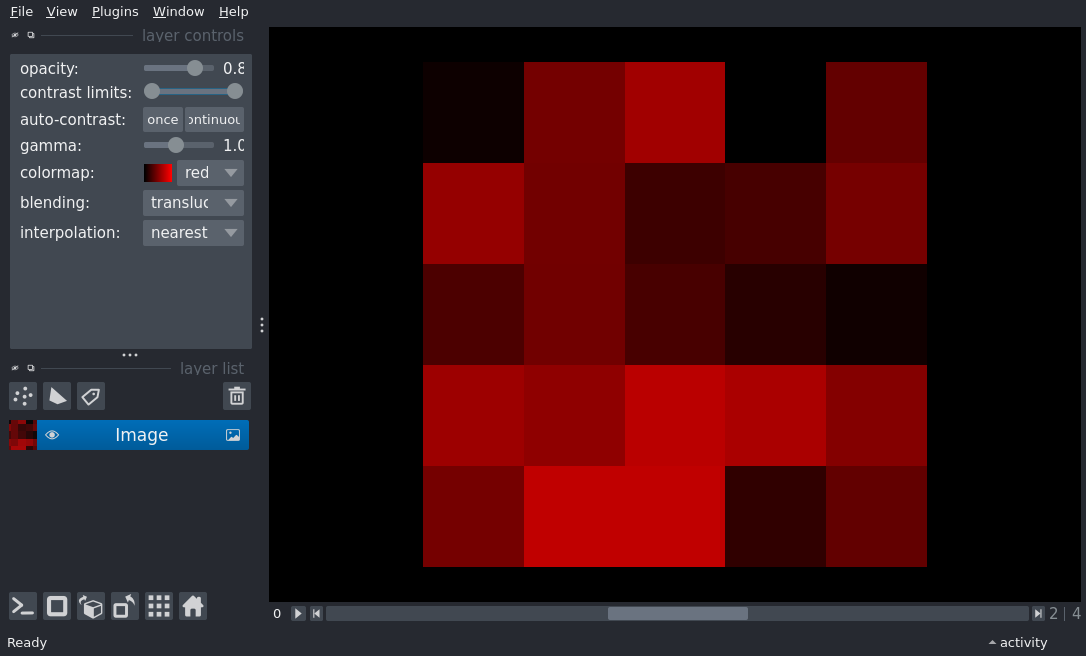 File View Plugins Window Help
layer controls
opacity: 0.8
contrast limits:
auto-contrast: once ontinuou
gamma: 1.0
colormap: red
blending: transluc
interpolation: nearest
layer list
Image
0 2 | 4
Ready activity